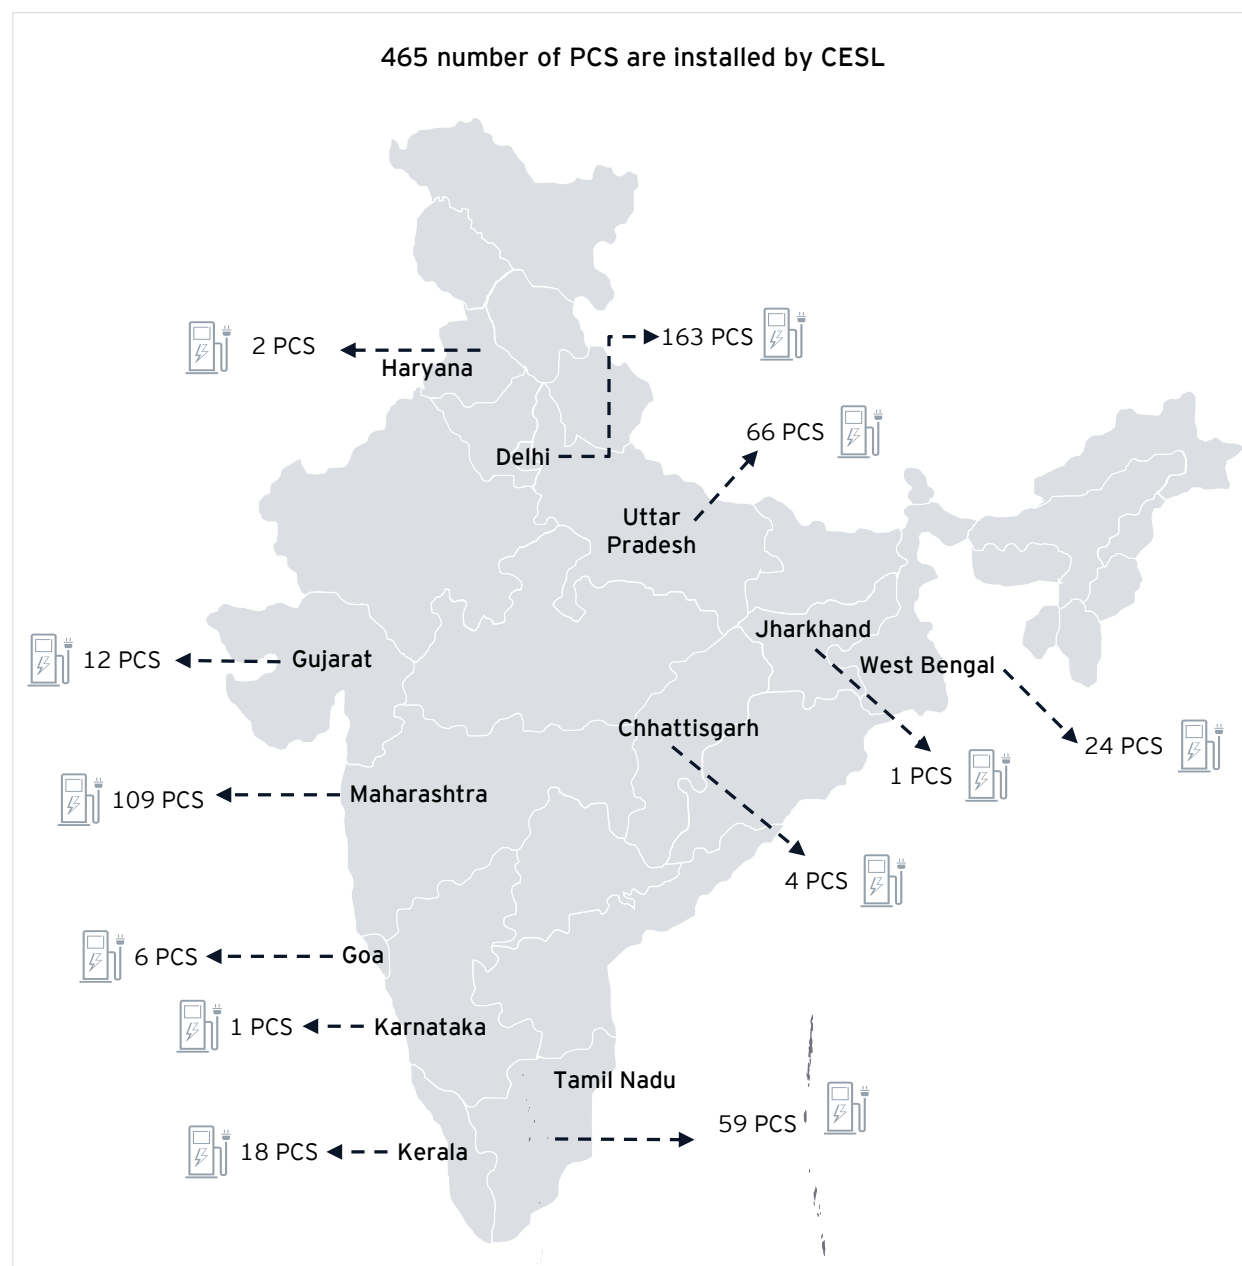 465 number of PCS are installed by CESL
163 PCS
2 PCS
Haryana
66 PCS
Delhi
Uttar
Pradesh
Jharkhand
12 PCS
Gujarat
West Bengal
Chhattisgarh
24 PCS
1 PCS
109 PCS
Maharashtra
4 PCS
6 PCS
Goa
1 PCS
Karnataka
Tamil Nadu
59 PCS
18 PCS
Kerala